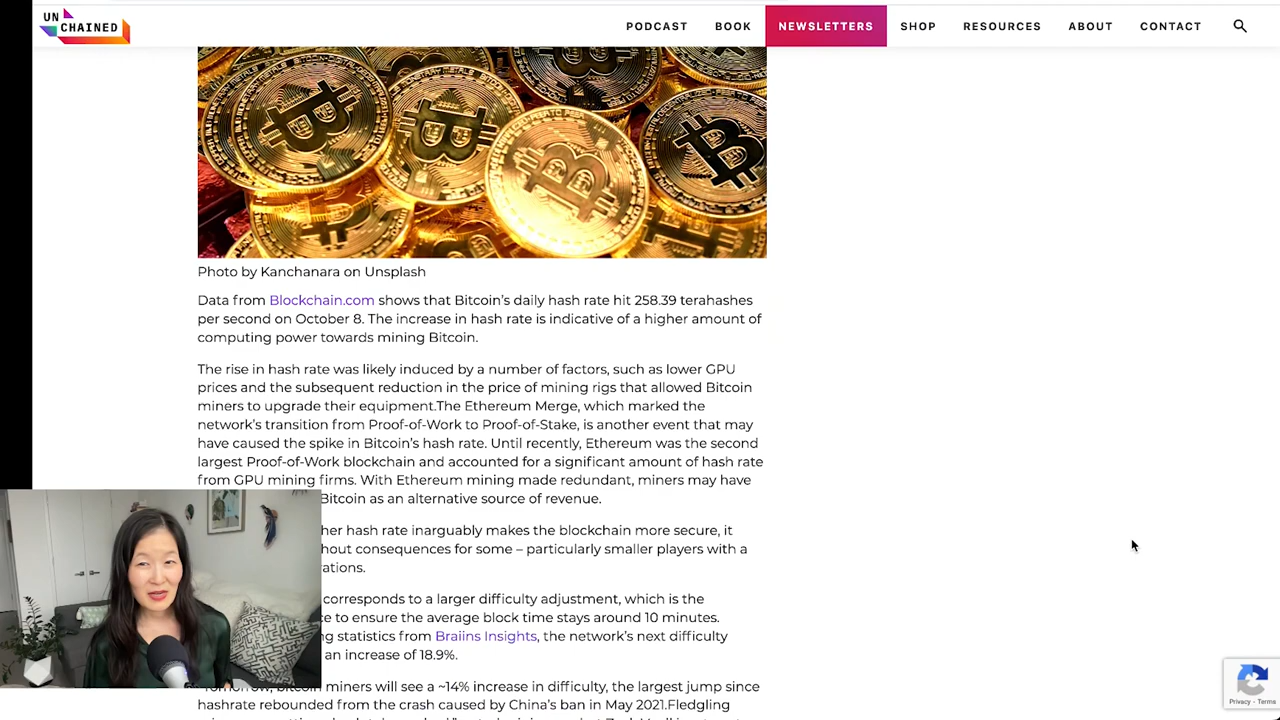 UN
CHAINED
PODCAST BOOK NEWSLETTERS SHOP RESOURCES ABOUT CONTACT
Photo by Kanchanara on Unsplash
Data from Blockchain.com shows that Bitcoin's daily hash rate hit 258.39 terahashes
per second on October 8. The increase in hash rate is indicative of a higher amount of
computing power towards mining Bitcoin.
The rise in hash rate was likely induced by a number of factors, such as lower GPU
prices and the subsequent reduction in the price of mining rigs that allowed Bitcoin
miners to upgrade their equipment.The Ethereum Merge, which marked the
network's transition from Proof-of-Work to Proof-of-Stake, is another event that may
have caused the spike in Bitcoin's hash rate. Until recently, Ethereum was the second
largest Proof-of-Work blockchain and accounted for a significant amount of hash rate
from GPU mining firms. With Ethereum mining made redundant, miners may have
Bitcoin as an alternative source of revenue.
her hash rate inarguably makes the blockchain more secure, it
hout consequences for some – particularly smaller players with a
rations.
corresponds to a larger difficulty adjustment, which is the
ce to ensure the average block time stays around 10 minutes.
ng statistics from Braiins Insights, the network's next difficulty
an increase of 18.9%.
"Tomorrow, bitcoin miners will see a ~14% increase in difficulty, the largest jump since
hashrate rebounded from the crash caused by China's ban in May 2021.Fledgling
Privacy - Terms